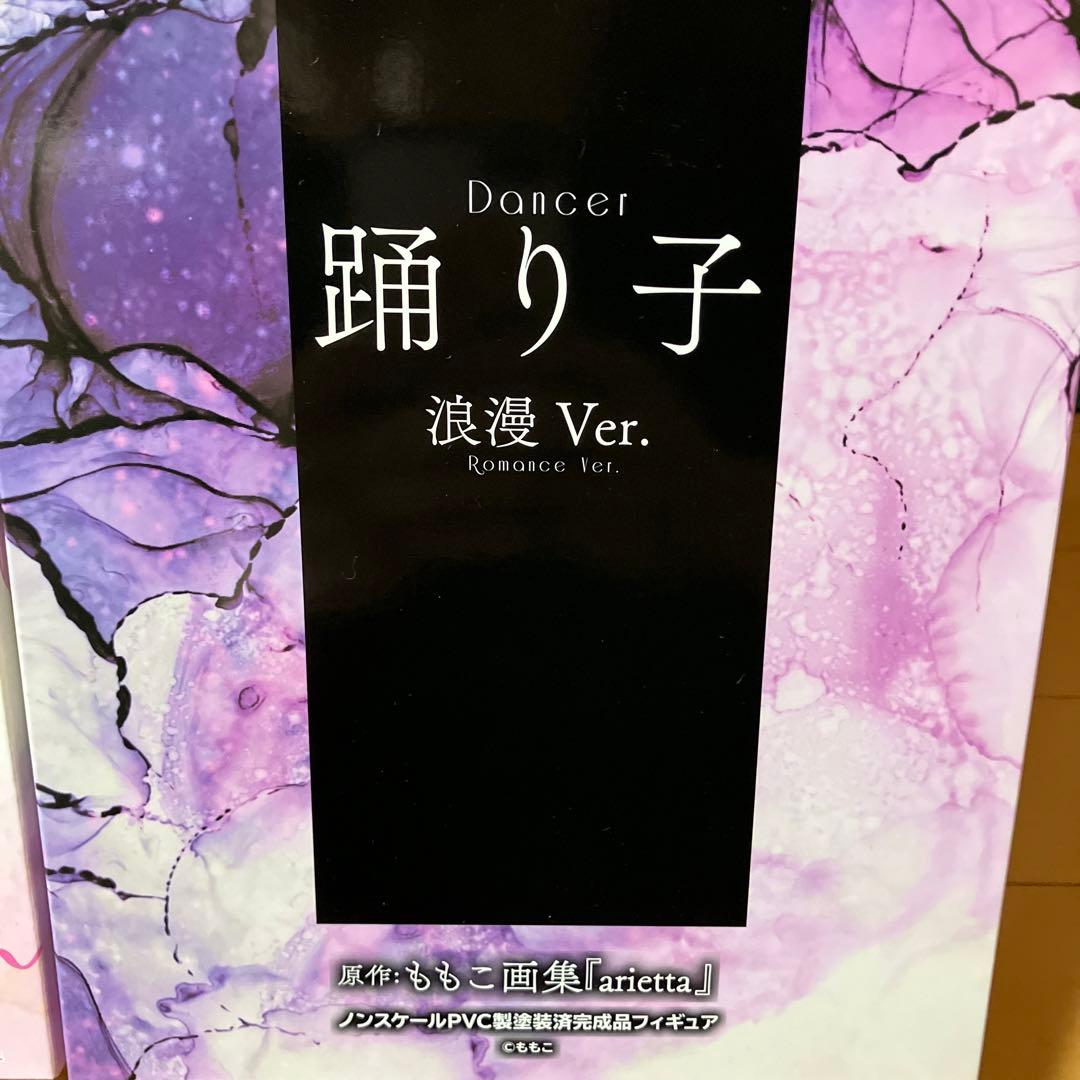 Dancer
踊り子
浪漫 Ver.
Romance Ver.
原作:ももこ画集『arietta』
ノンスケールPVC製塗装済完成品フィギュア
©ももこ